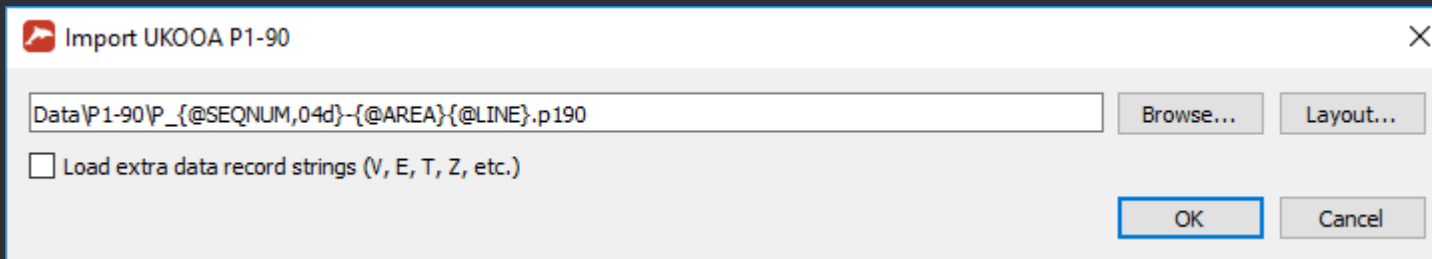 Import UKOOA P1-90
Data\P1-90\P_{@SEQNUM,04d}-{@AREA}{@LINE}.p190
Browse...
Layout...
Load extra data record strings (V, E, T, Z, etc.)
OK
Cancel